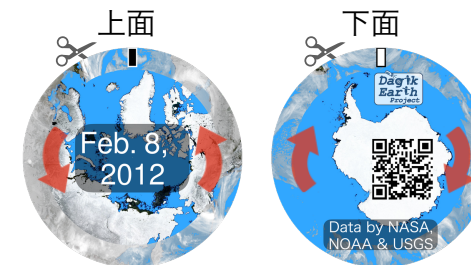 上面
下面
Feb. 8,
2012
Dagik
Earth
Project
Data by NASA,
NOAA & USGS